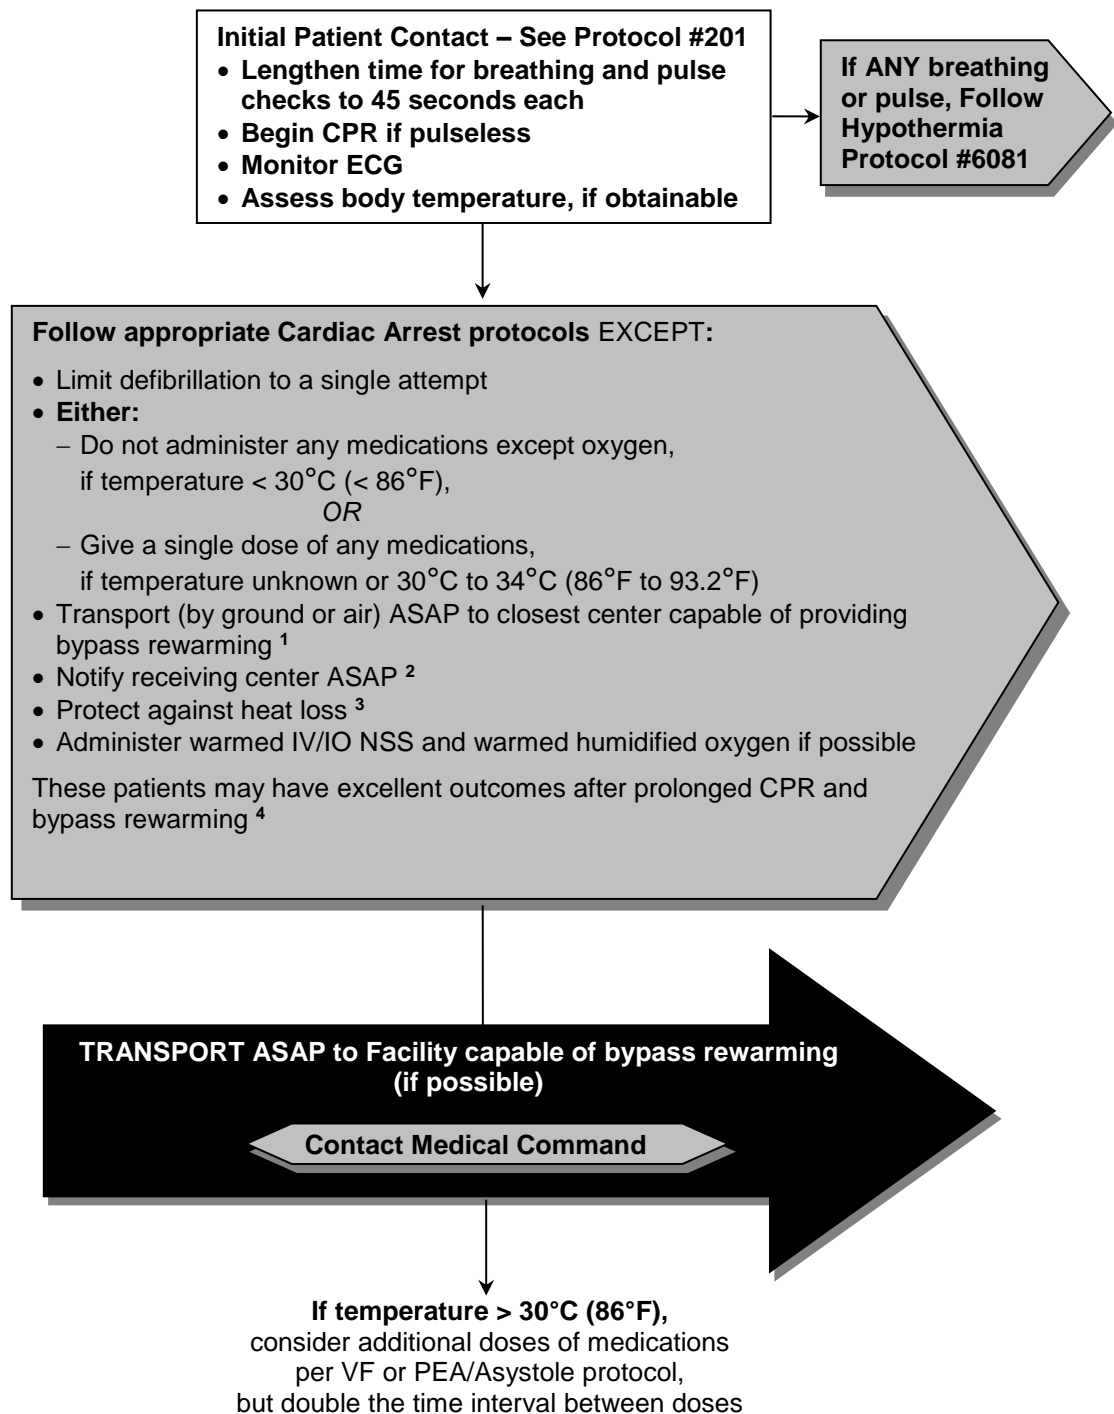 Initial Patient Contact – See Protocol #201
• Lengthen time for breathing and pulse
checks to 45 seconds each
• Begin CPR if pulseless
• Monitor ECG
• Assess body temperature, if obtainable
If ANY breathing
or pulse, Follow
Hypothermia
Protocol #6081
Follow appropriate Cardiac Arrest protocols EXCEPT:
• Limit defibrillation to a single attempt
• Either:
– Do not administer any medications except oxygen,
if temperature < 30°C (< 86°F),
OR
– Give a single dose of any medications,
if temperature unknown or 30°C to 34°C (86°F to 93.2°F)
• Transport (by ground or air) ASAP to closest center capable of providing
bypass rewarming ¹
• Notify receiving center ASAP ²
• Protect against heat loss ³
• Administer warmed IV/IO NSS and warmed humidified oxygen if possible
These patients may have excellent outcomes after prolonged CPR and
bypass rewarming ⁴
TRANSPORT ASAP to Facility capable of bypass rewarming
(if possible)
Contact Medical Command
If temperature > 30°C (86°F),
consider additional doses of medications
per VF or PEA/Asystole protocol,
but double the time interval between doses